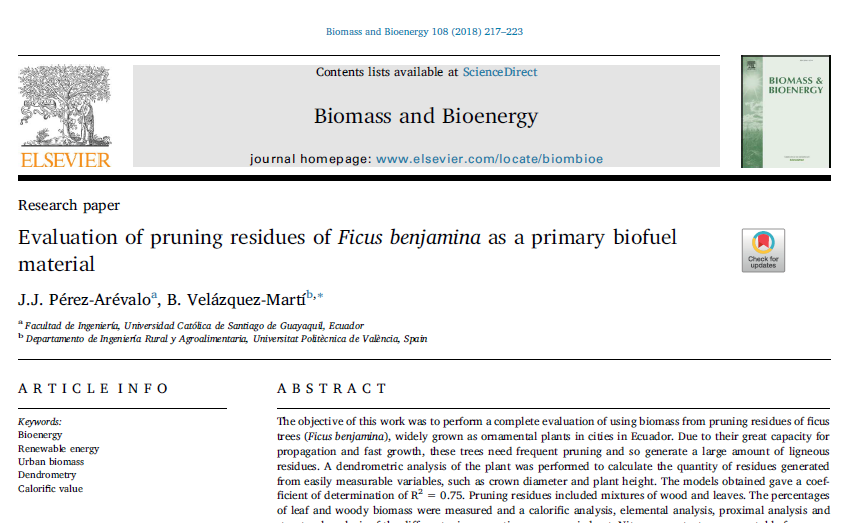 Biomass and Bioenergy 108 (2018) 217–223
Contents lists available at ScienceDirect
Biomass and Bioenergy
journal homepage: www.elsevier.com/locate/biombioe
ELSEVIER
BIOMASS &
BIOENERGY
Research paper
Evaluation of pruning residues of Ficus benjamina as a primary biofuel
material
Check for
updates
J.J. Pérez-Arévaloa, B. Velázquez-Martíb,*
a Facultad de Ingeniería, Universidad Católica de Santiago de Guayaquil, Ecuador
b Departamento de Ingeniería Rural y Agroalimentaria, Universitat Politècnica de València, Spain
ARTICLE INFO
Keywords:
Bioenergy
Renewable energy
Urban biomass
Dendrometry
Calorific value
ABSTRACT
The objective of this work was to perform a complete evaluation of using biomass from pruning residues of ficus
trees (Ficus benjamina), widely grown as ornamental plants in cities in Ecuador. Due to their great capacity for
propagation and fast growth, these trees need frequent pruning and so generate a large amount of ligneous
residues. A dendrometric analysis of the plant was performed to calculate the quantity of residues generated
from easily measurable variables, such as crown diameter and plant height. The models obtained gave a coef-
ficient of determination of R2 = 0.75. Pruning residues included mixtures of wood and leaves. The percentages
of leaf and woody biomass were measured and a calorific analysis, elemental analysis, proximal analysis and